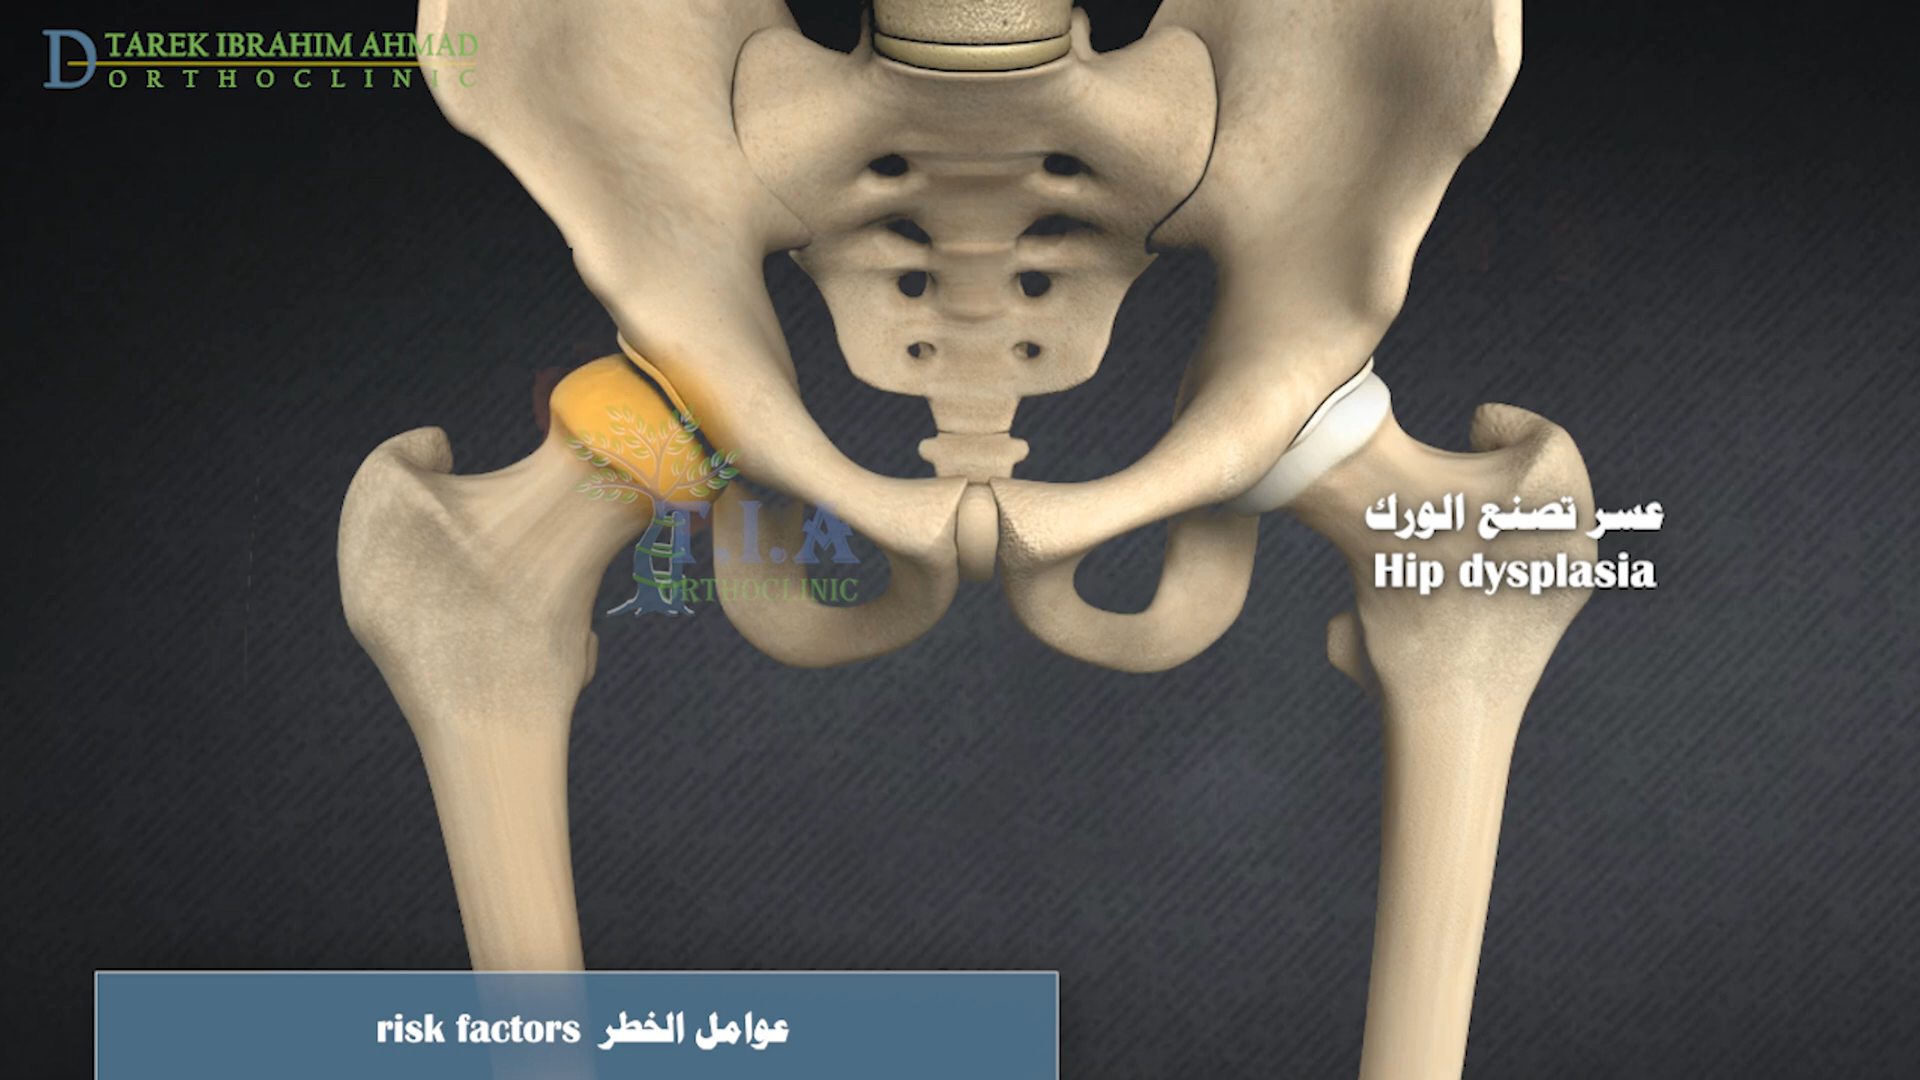 D TAREK IBRAHIM AHMAD
ORTHOCLINIC
T.I.A
ORTHOCLINIC
عسر تصنع الورك
Hip dysplasia
risk factors عوامل الخطر